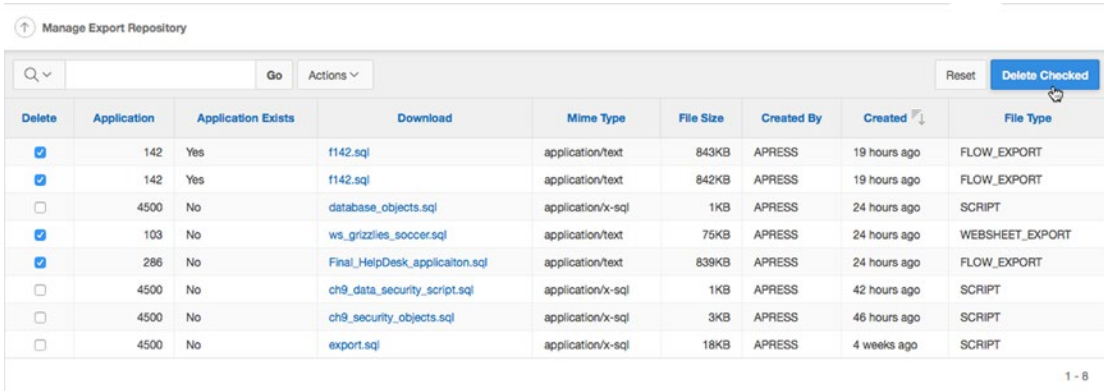 Manage Export Repository
Go Actions Reset Delete Checked
Delete Application Application Exists Download Mime Type File Size Created By Created File Type
142 Yes f142.sql application/text 843KB APRESS 19 hours ago FLOW_EXPORT
142 Yes f142.sql application/text 842KB APRESS 19 hours ago FLOW_EXPORT
4500 No database_objects.sql application/x-sql 1KB APRESS 24 hours ago SCRIPT
103 No ws_grizzlies_soccer.sql application/text 75KB APRESS 24 hours ago WEBSHEET_EXPORT
286 No Final_HelpDesk_applicaiton.sql application/text 839KB APRESS 24 hours ago FLOW_EXPORT
4500 No ch9_data_security_script.sql application/x-sql 1KB APRESS 42 hours ago SCRIPT
4500 No ch9_security_objects.sql application/x-sql 3KB APRESS 46 hours ago SCRIPT
4500 No export.sql application/x-sql 18KB APRESS 4 weeks ago SCRIPT
1 - 8